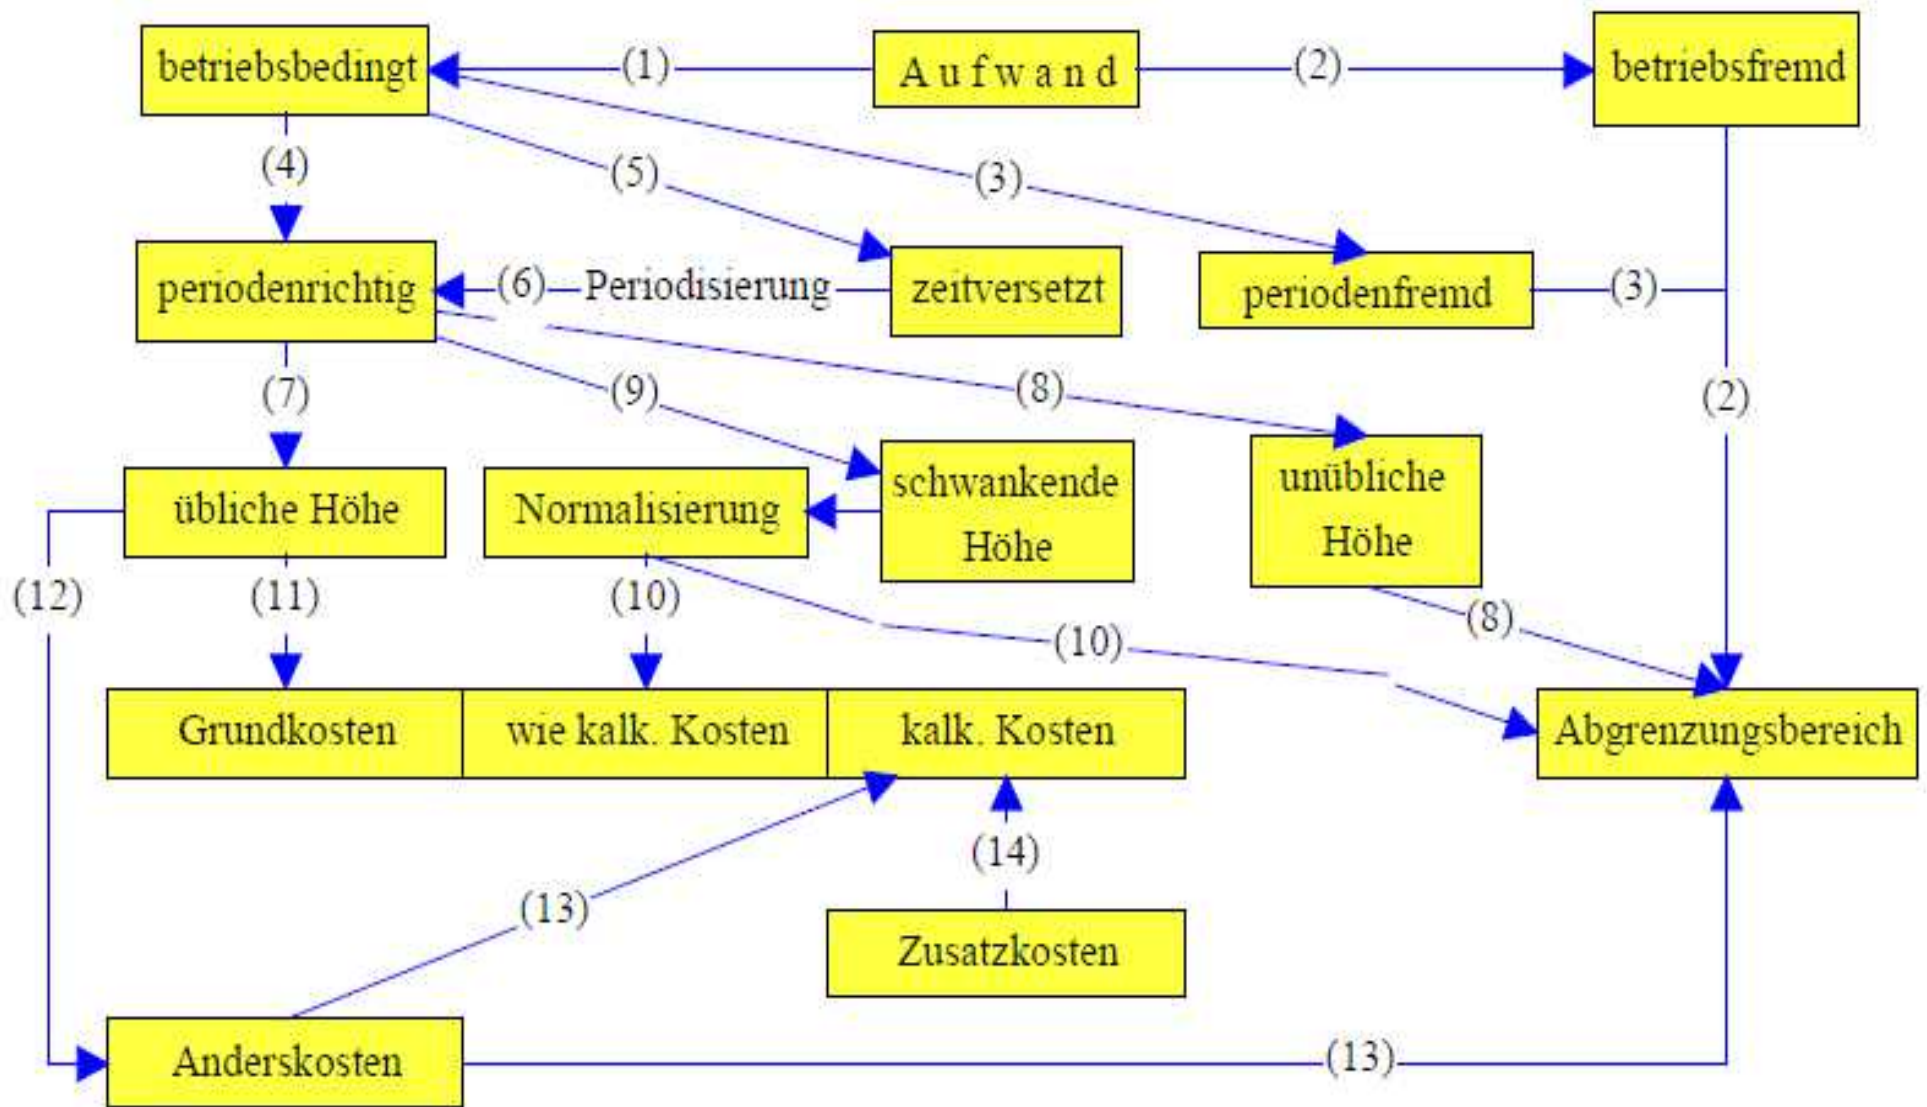 betriebsbedingt (1) A u f w a n d (2) betriebsfremd
(4) (5) (3)
periodenrichtig (6) Periodisierung zeitversetzt periodenfremd (3)
(7) (9) (8) (2)
übliche Höhe Normalisierung schwankende
Höhe
unübliche
Höhe
(12) (11) (10) (10) (8)
Grundkosten wie kalk. Kosten kalk. Kosten Abgrenzungsbereich
(13) (14)
Zusatzkosten
Anderskosten (13)